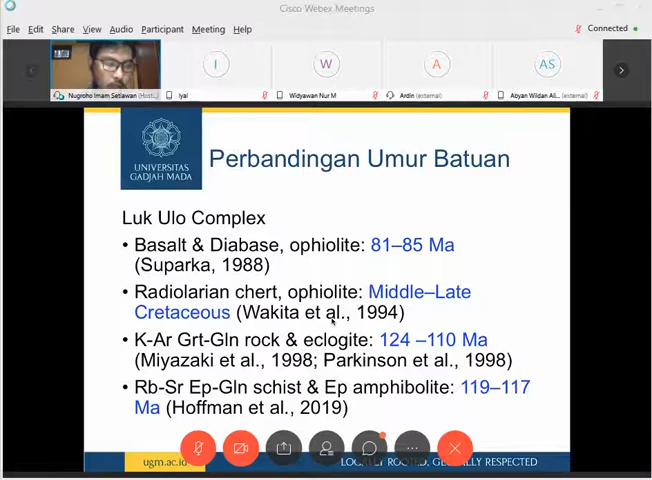 Cisco Webex Meetings
File Edit View Share Audio Participant Meeting Help
Connected
I
W
A
AS
Nugroho Imam Setiawan (Host...
Iyal
Widyawan Nur M
Ardin (external)
Abyan Wildan Ali... (external)
UNIVERSITAS
GADJAH MADA
Perbandingan Umur Batuan
Luk Ulo Complex
• Basalt & Diabase, ophiolite: 81–85 Ma
(Suparka, 1988)
• Radiolarian chert, ophiolite: Middle–Late
Cretaceous (Wakita et al., 1994)
• K-Ar Grt-Gln rock & eclogite: 124 –110 Ma
(Miyazaki et al., 1998; Parkinson et al., 1998)
• Rb-Sr Ep-Gln schist & Ep amphibolite: 119–117
Ma (Hoffman et al., 2019)
ugm.ac.id
LOCALLY ROOTED, GLOBALLY RESPECTED